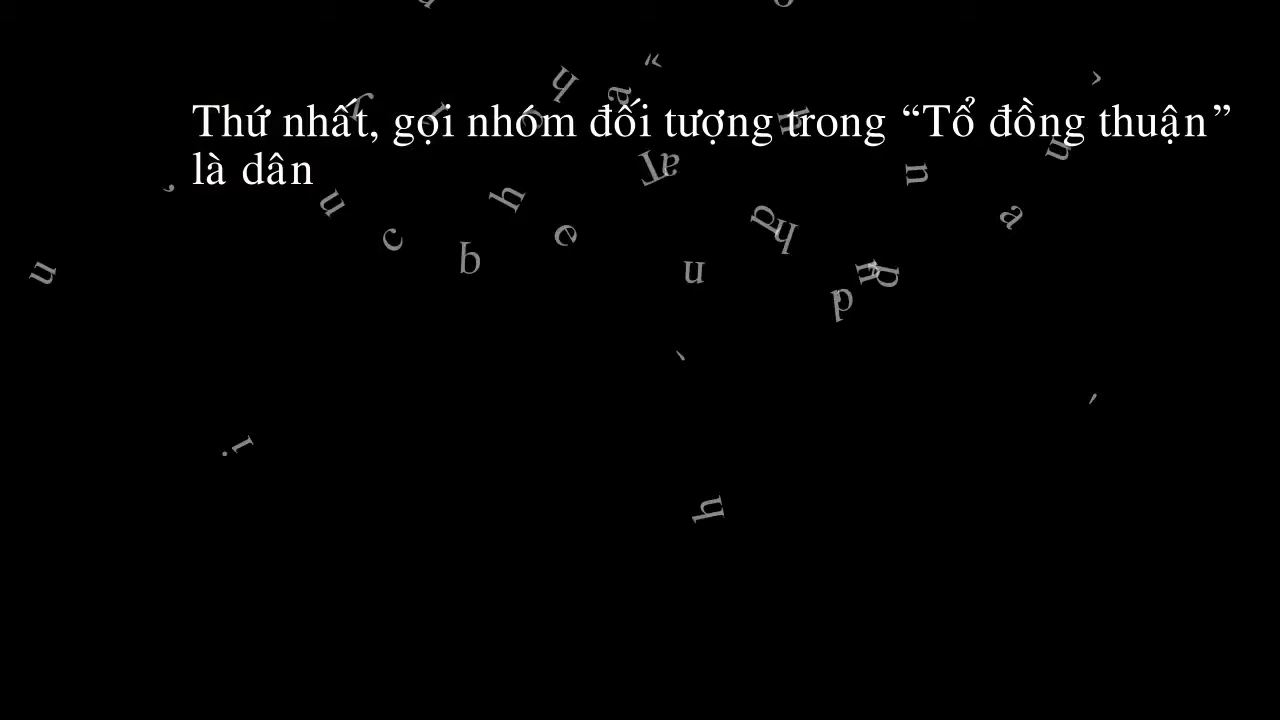 Thứ nhất, gọi nhóm đối tượng trong “Tổ đồng thuận”
là dân